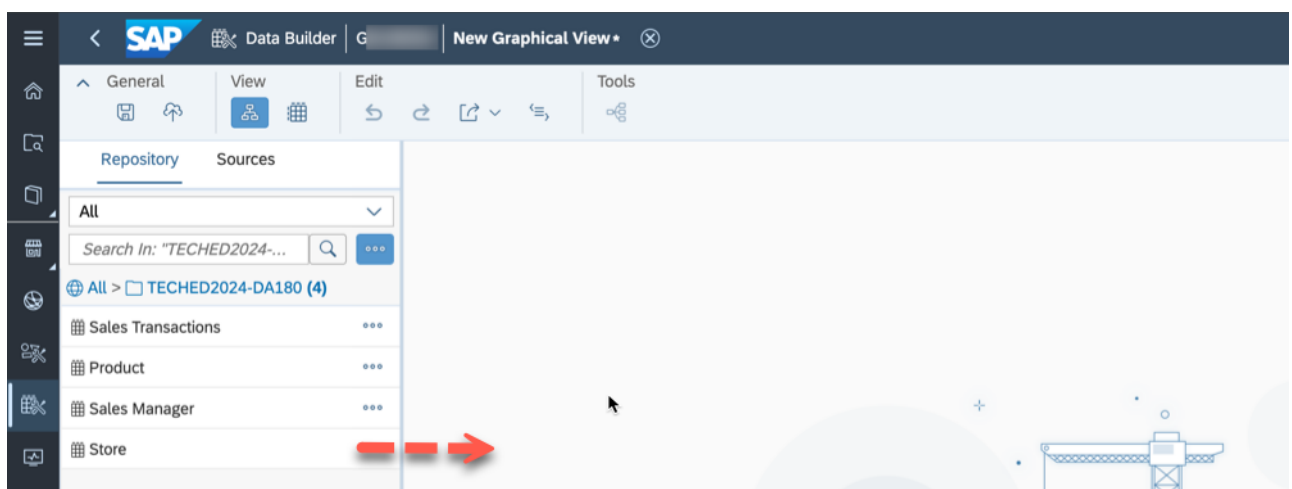 SAP Data Builder G New Graphical View*
General View Edit Tools
Repository Sources
All
Search In: "TECHED2024-...
All > TECHED2024-DA180 (4)
Sales Transactions
Product
Sales Manager
Store